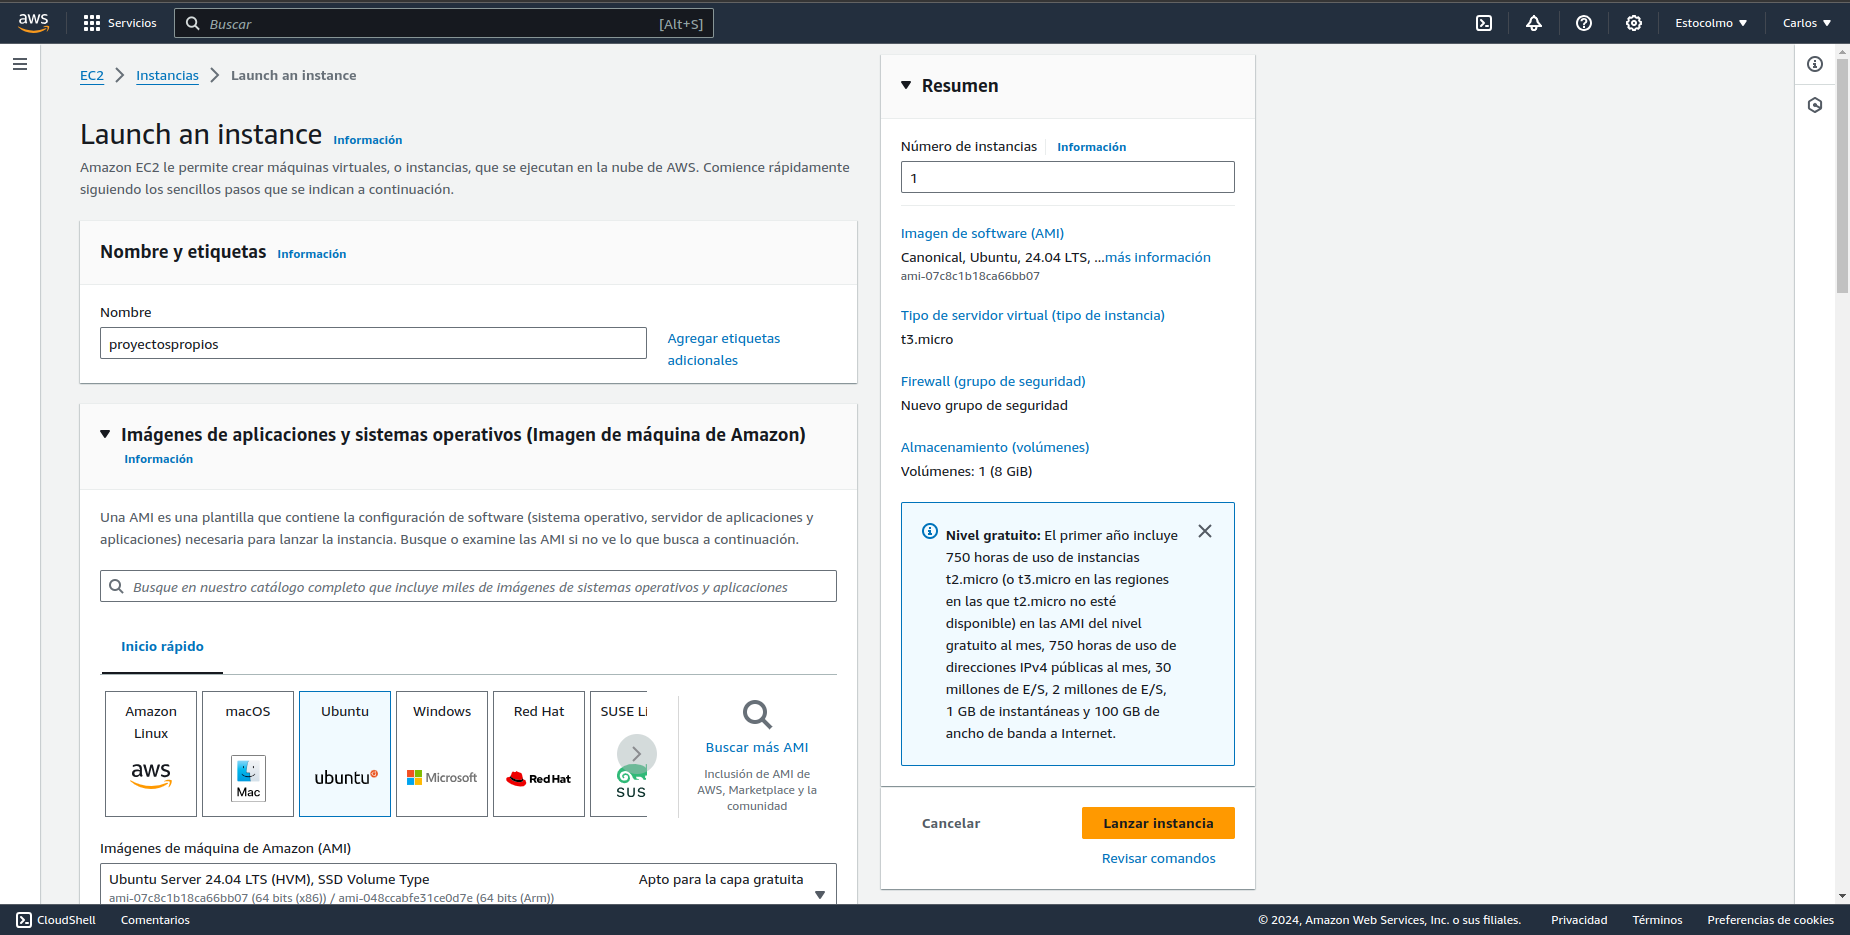 aws
Servicios
Buscar
[Alt+S]
Estocolmo
Carlos
EC2
Instancias
Launch an instance
Launch an instance
Información
Amazon EC2 le permite crear máquinas virtuales, o instancias, que se ejecutan en la nube de AWS. Comience rápidamente
siguiendo los sencillos pasos que se indican a continuación.
Nombre y etiquetas
Información
Nombre
proyectospropios
Agregar etiquetas
adicionales
Imágenes de aplicaciones y sistemas operativos (Imagen de máquina de Amazon)
Información
Una AMI es una plantilla que contiene la configuración de software (sistema operativo, servidor de aplicaciones y
aplicaciones) necesaria para lanzar la instancia. Busque o examine las AMI si no ve lo que busca a continuación.
Busque en nuestro catálogo completo que incluye miles de imágenes de sistemas operativos y aplicaciones
Inicio rápido
Amazon
Linux
aws
macOS
Mac
Ubuntu
ubuntu
Windows
Microsoft
Red Hat
Red Hat
SUSE Li
SUS
Buscar más AMI
Inclusión de AMI de
AWS, Marketplace y la
comunidad
Imágenes de máquina de Amazon (AMI)
Ubuntu Server 24.04 LTS (HVM), SSD Volume Type
Apto para la capa gratuita
ami-07c8c1b18ca66bb07 (64 bits (x86)) / ami-048ccabfe31ce0d7e (64 bits (Arm))
Resumen
Número de instancias
Información
1
Imagen de software (AMI)
Canonical, Ubuntu, 24.04 LTS, ...más información
ami-07c8c1b18ca66bb07
Tipo de servidor virtual (tipo de instancia)
t3.micro
Firewall (grupo de seguridad)
Nuevo grupo de seguridad
Almacenamiento (volúmenes)
Volúmenes: 1 (8 GiB)
Nivel gratuito: El primer año incluye
750 horas de uso de instancias
t2.micro (o t3.micro en las regiones
en las que t2.micro no esté
disponible) en las AMI del nivel
gratuito al mes, 750 horas de uso de
direcciones IPv4 públicas al mes, 30
millones de E/S, 2 millones de E/S,
1 GB de instantáneas y 100 GB de
ancho de banda a Internet.
Cancelar
Lanzar instancia
Revisar comandos
CloudShell
Comentarios
© 2024, Amazon Web Services, Inc. o sus filiales.
Privacidad
Términos
Preferencias de cookies